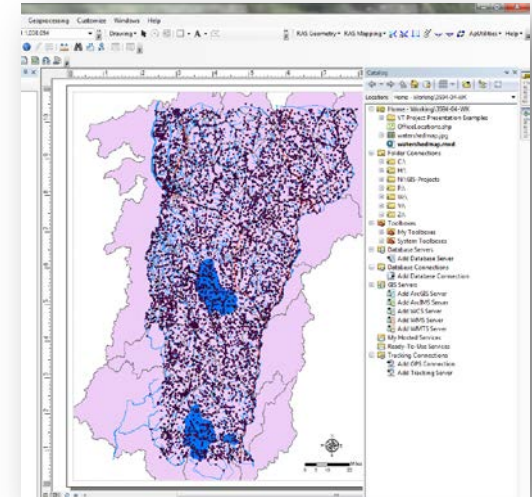 Geoprocessing Customize Windows Help
Drawing
RAS Geometry RAS Mapping ApUtilities Help
Catalog
Location: Home - Working\3504-04-WK
Home - Working\3504-04-WK
VT Project Presentation Examples
OfficeLocations.shp
watershedmap.jpg
watershedmap.mxd
Folder Connections
C:\
N:\GIS-Projects
Toolboxes
My Toolboxes
System Toolboxes
Database Servers
Add Database Server
Database Connections
Add Database Connection
GIS Servers
Add ArcGIS Server
Add ArcIMS Server
Add WCS Server
Add WMS Server
Add WMTS Server
My Hosted Services
Ready-To-Use Services
Tracking Connections
Add GPS Connection
Add Tracking Server
Miles